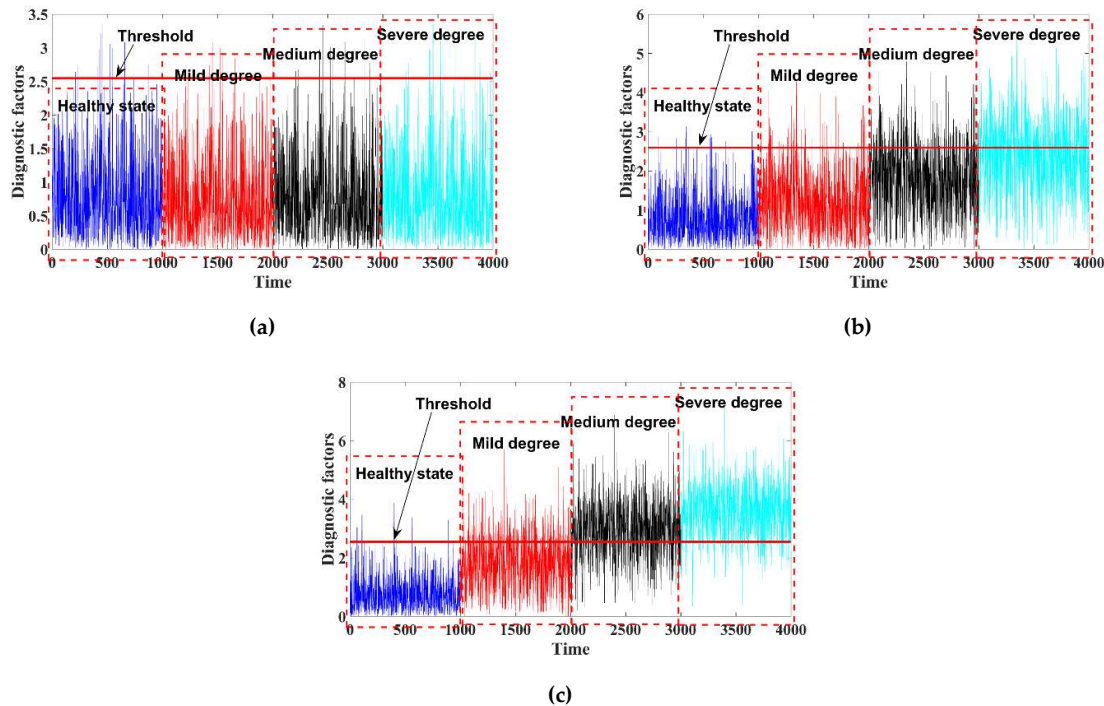 3.5
3
2.5
2
1.5
1
0.5
0
Diagnostic factors
Threshold
Healthy state
Mild degree
Medium degree
Severe degree
0 500 1000 1500 2000 2500 3000 3500 4000
Time
(a)
6
5
4
3
2
1
0
Diagnostic factors
Threshold
Healthy state
Mild degree
Medium degree
Severe degree
0 500 1000 1500 2000 2500 3000 3500 4000
Time
(b)
8
6
4
2
0
Diagnostic factors
Threshold
Healthy state
Mild degree
Medium degree
Severe degree
0 500 1000 1500 2000 2500 3000 3500 4000
Time
(c)